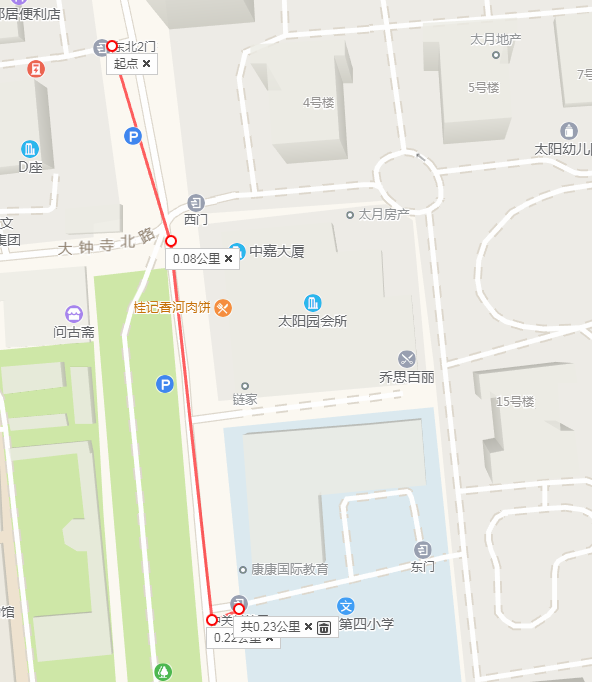 邻居便利店
东北2门
起点
太月地产
4号楼
5号楼
7号
P
太阳幼儿
D座
西门
太月房产
文
集团
大钟寺北路
中嘉大厦
0.08公里
桂记香河肉饼
太阳园会所
问古斋
乔思百丽
P
链家
15号楼
康康国际教育
东门
文
共0.23公里
第四小学
0.22公里
馆